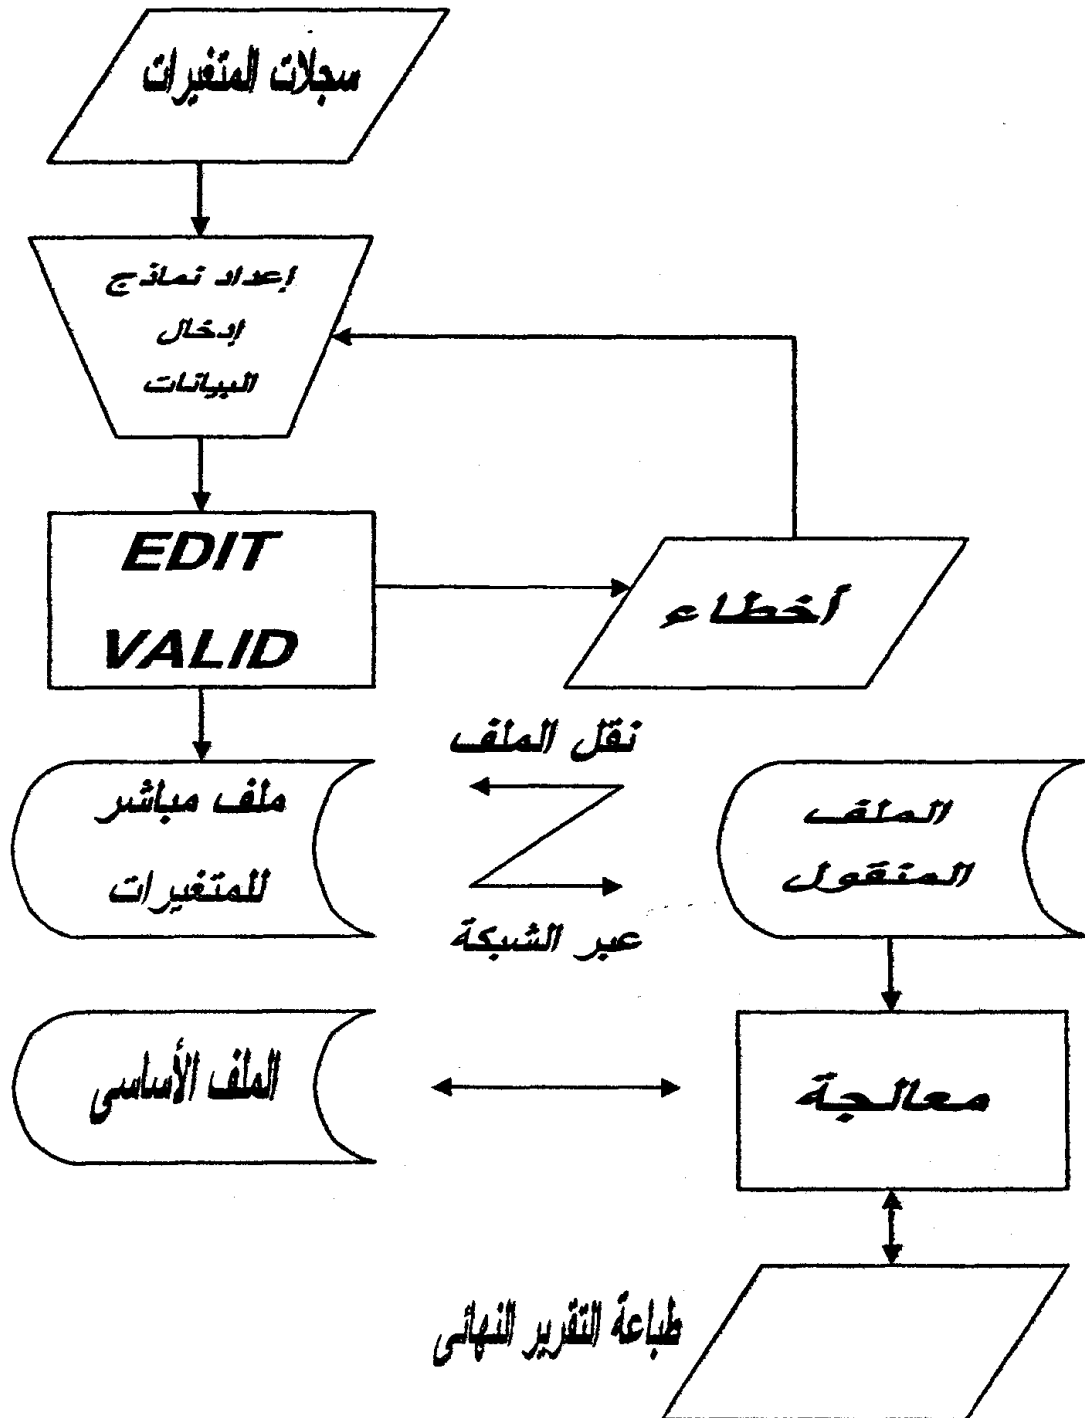 سجلات المتغيرات
إعداد نماذج
إدخال
البيانات
EDIT
VALID
أخطاء
نقل الملف
ملف مباشر
للمتغيرات
عبر الشبكة
الملف
المنقول
الملف الأساسى
معالجة
طباعة التقرير النهائى